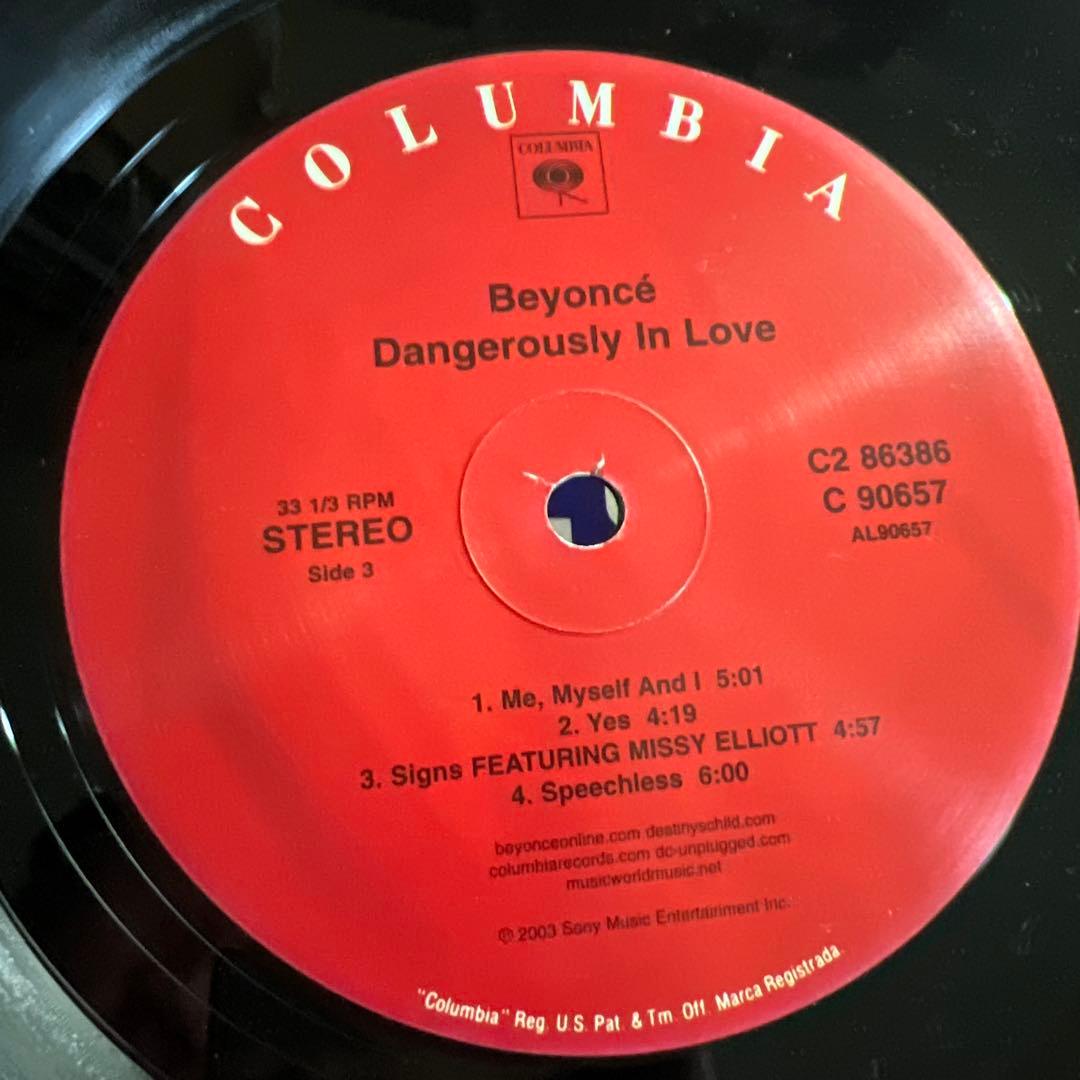 COLUMBIA
COLUMBIA
Beyoncé
Dangerously In Love
33 1/3 RPM
STEREO
Side 3
C2 86386
C 90657
AL90657
1. Me, Myself And I 5:01
2. Yes 4:19
3. Signs FEATURING MISSY ELLIOTT 4:57
4. Speechless 6:00
beyonceonline.com destinyschild.com
columbiarecords.com dc-unplugged.com
musicworldmusic.net
℗ 2003 Sony Music Entertainment Inc.
"Columbia" Reg. U.S. Pat. & Tm. Off. Marca Registrada.